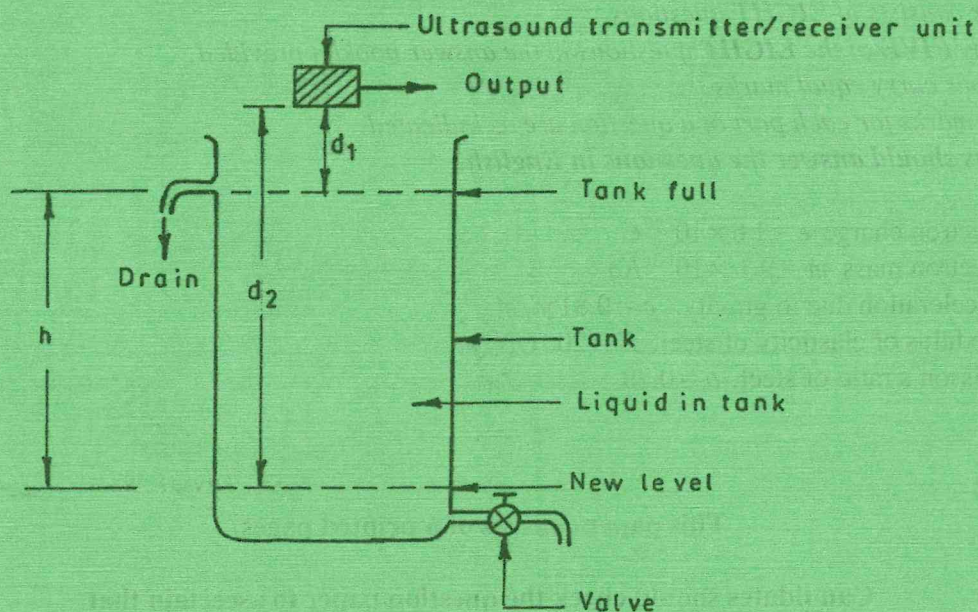 Ultrasound transmitter/receiver unit
Output
d1
Tank full
Drain
d2
h
Tank
Liquid in tank
New level
Valve